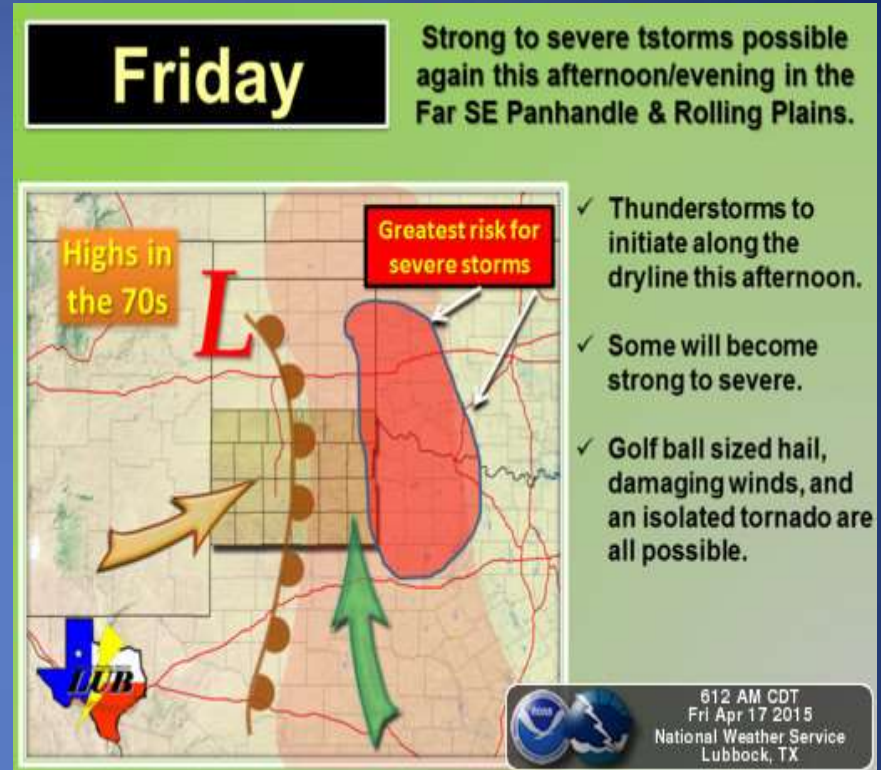 Friday
Strong to severe tstorms possible
again this afternoon/evening in the
Far SE Panhandle & Rolling Plains.
Highs in
the 70s
L
Greatest risk for
severe storms
✓ Thunderstorms to
initiate along the
dryline this afternoon.
✓ Some will become
strong to severe.
✓ Golf ball sized hail,
damaging winds, and
an isolated tornado are
all possible.
LUB
noaa
612 AM CDT
Fri Apr 17 2015
National Weather Service
Lubbock, TX